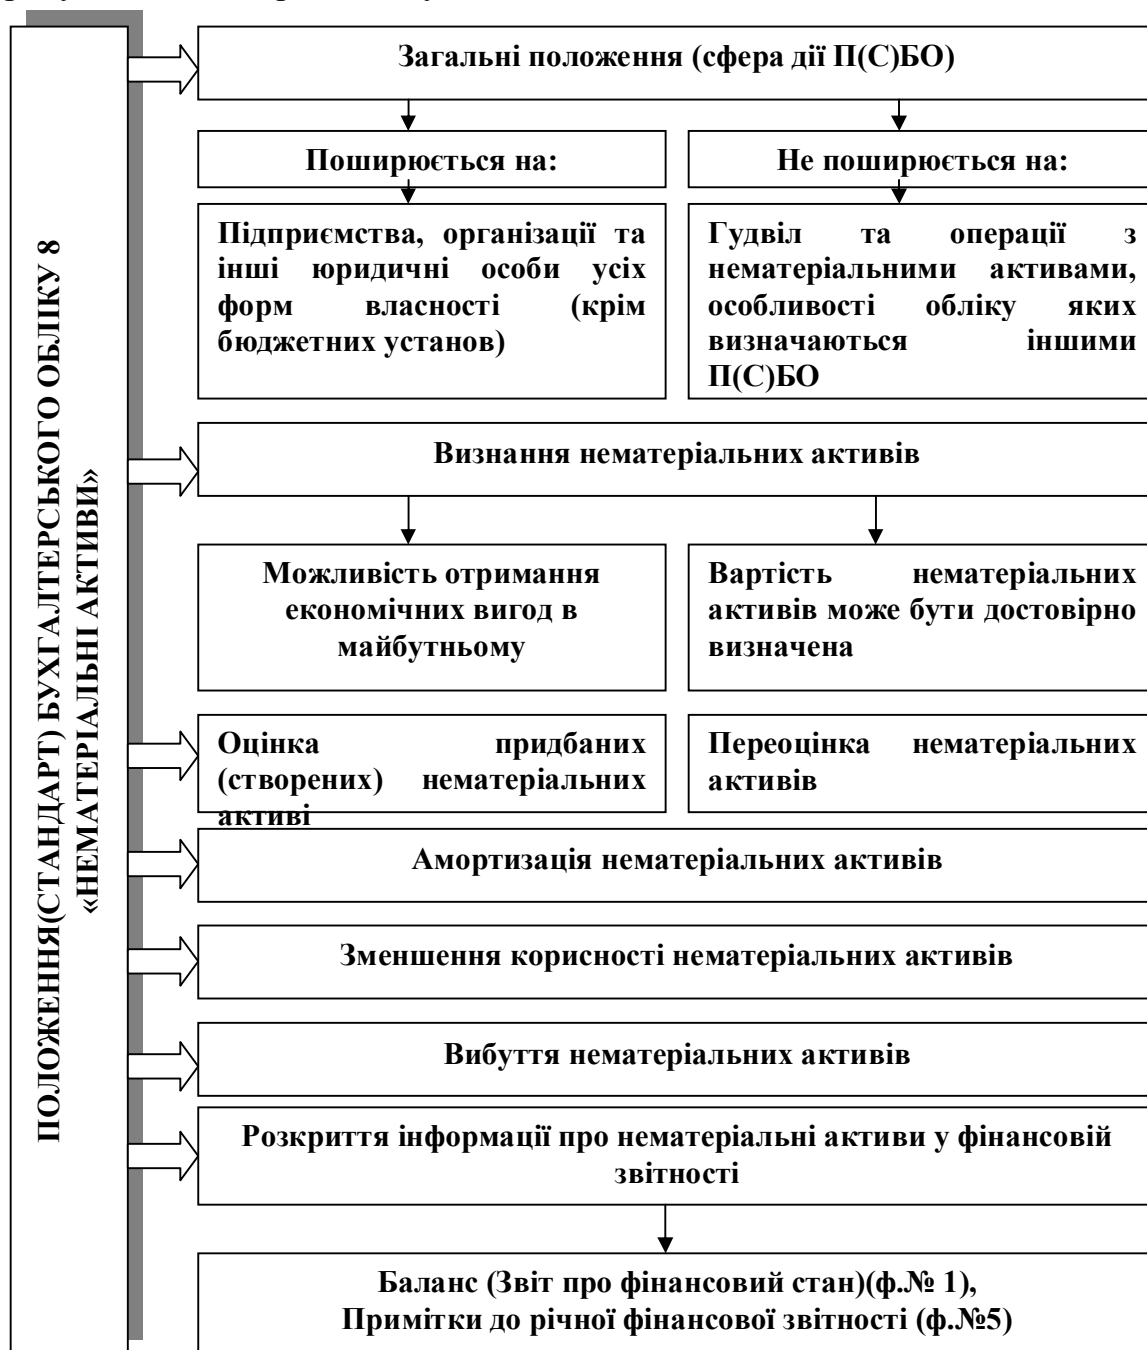 Загальні положення (сфера дії П(С)БО)
Поширюється на:
Не поширюється на:
Підприємства, організації та
інші юридичні особи усіх
форм власності (крім
бюджетних установ)
Гудвіл та операції з
нематеріальними активами,
особливості обліку яких
визначаються іншими
П(С)БО
Визнання нематеріальних активів
Можливість отримання
економічних вигод в
майбутньому
Вартість нематеріальних
активів може бути достовірно
визначена
Оцінка придбаних
(створених) нематеріальних
активі
Переоцінка нематеріальних
активів
Амортизація нематеріальних активів
Зменшення корисності нематеріальних активів
Вибуття нематеріальних активів
Розкриття інформації про нематеріальні активи у фінансовій
звітності
Баланс (Звіт про фінансовий стан)(ф.№ 1),
Примітки до річної фінансової звітності (ф.№5)
ПОЛОЖЕННЯ(СТАНДАРТ) БУХГАЛТЕРСЬКОГО ОБЛІКУ 8
«НЕМАТЕРІАЛЬНІ АКТИВИ»